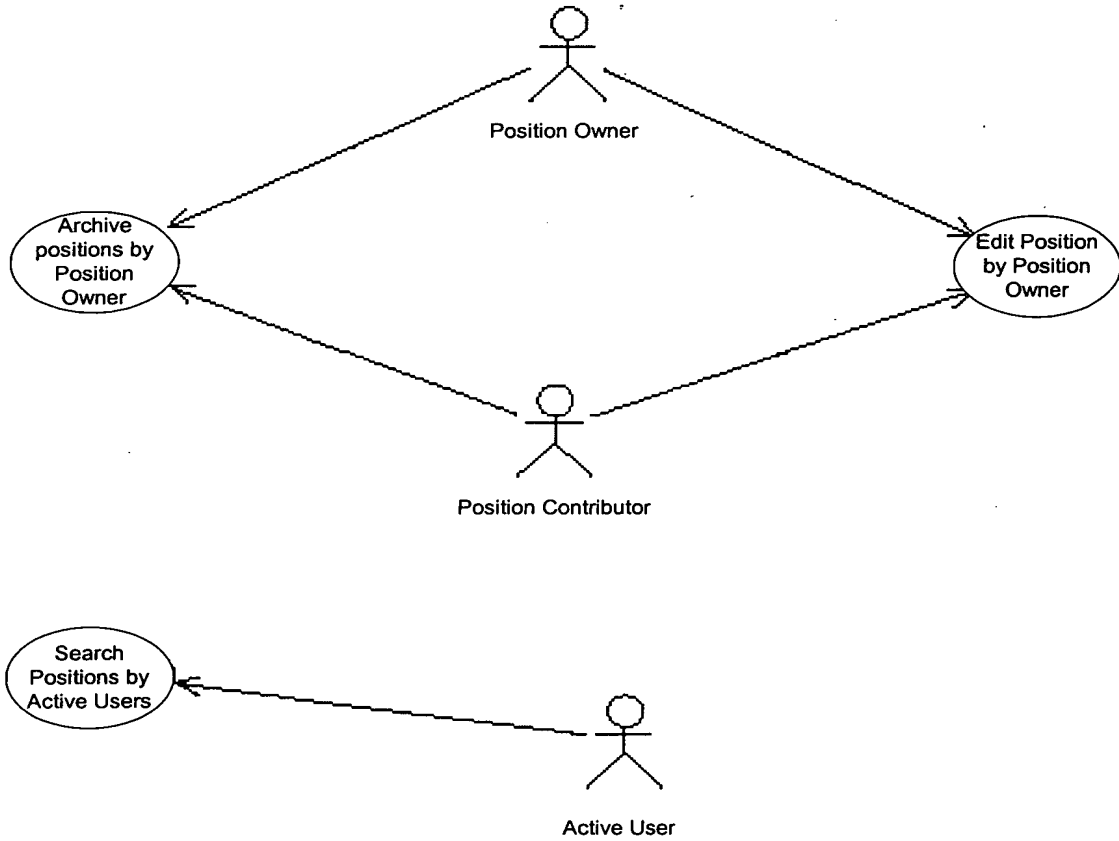 Position Owner
Archive
positions by
Position
Owner
Edit Position
by Position
Owner
Position Contributor
Search
Positions by
Active Users
Active User